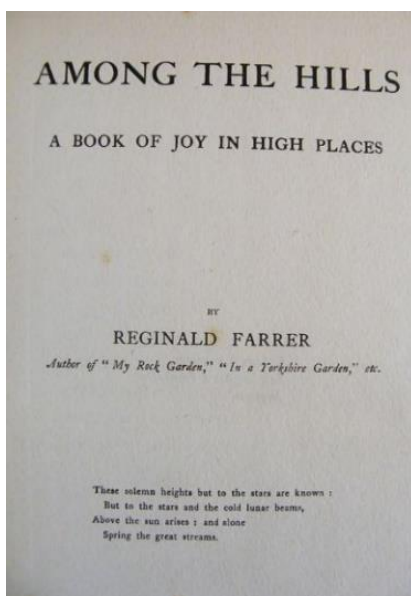 AMONG THE HILLS
A BOOK OF JOY IN HIGH PLACES
BY
REGINALD FARRER
Author of "My Rock Garden," "In a Yorkshire Garden," etc.
These solemn heights but to the stars are known :
But to the stars and the cold lunar beams,
Above the sun arises : and alone
Spring the great streams.